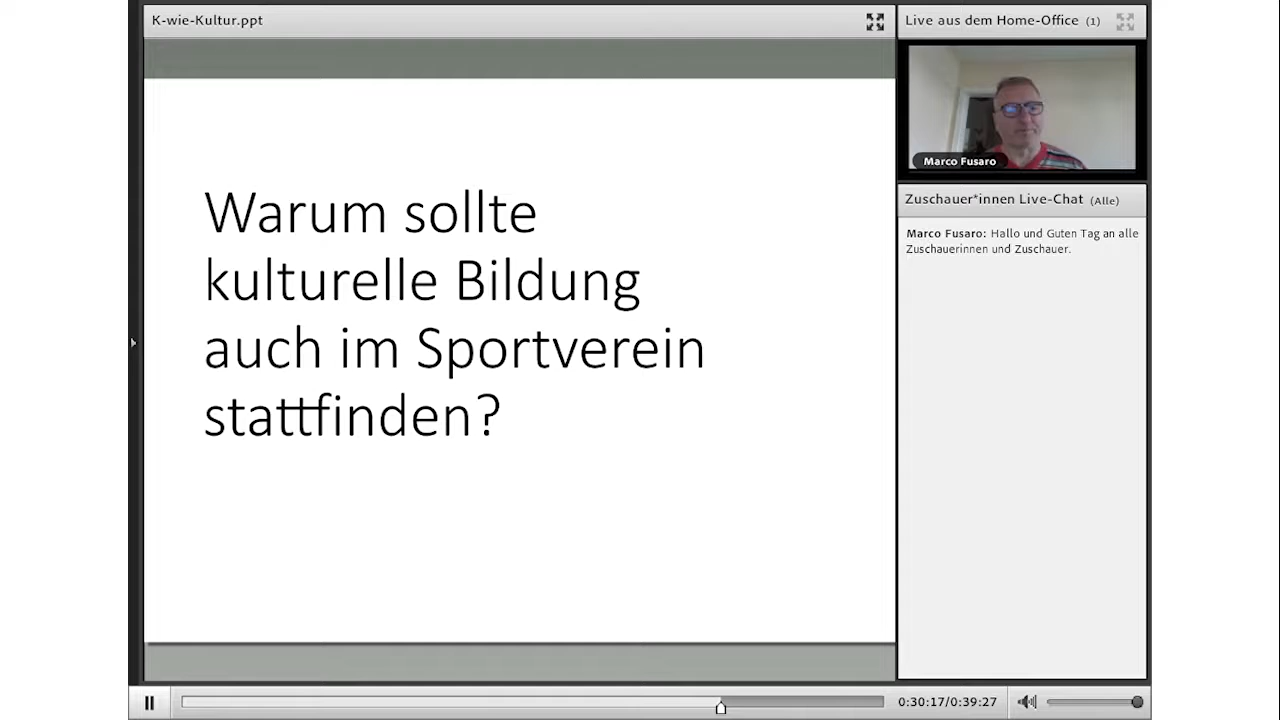 K-wie-Kultur.ppt
Live aus dem Home-Office (1)
Marco Fusaro
Zuschauer*innen Live-Chat (Alle)
Marco Fusaro: Hallo und Guten Tag an alle
Zuschauerinnen und Zuschauer.
Warum sollte
kulturelle Bildung
auch im Sportverein
stattfinden?
0:30:17/0:39:27